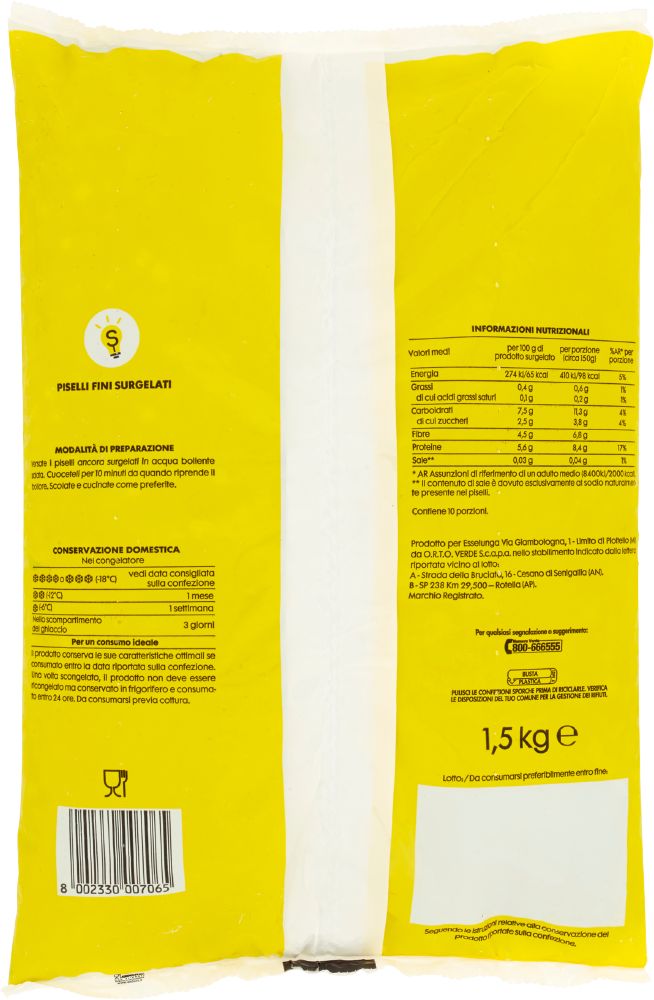 PISELLI FINI SURGELATI
MODALITÀ DI PREPARAZIONE
i piselli ancora surgelati in acqua bollente
Cuoceteli per 10 minuti da quando riprende il
bollore. Scolate e cucinate come preferite.
CONSERVAZIONE DOMESTICA
Nel congelatore
(-18°C) vedi data consigliata
sulla confezione
(-12°C) 1 mese
(-6°C) 1 settimana
Nello scompartimento
del ghiaccio 3 giorni
Per un consumo ideale
Il prodotto conserva le sue caratteristiche ottimali se
consumato entro la data riportata sulla confezione.
Una volta scongelato, il prodotto non deve essere
ricongelato ma conservato in frigorifero e consuma-
to entro 24 ore. Da consumarsi previa cottura.
8 002330 007065
INFORMAZIONI NUTRIZIONALI
Valori medi per 100 g di
prodotto surgelato per porzione
(circa 150g) %AR* per
porzione
Energia 274 kJ/65 kcal 410 kJ/98 kcal 5%
Grassi 0,4 g 0,6 g 1%
di cui acidi grassi saturi 0,1 g 0,2 g 1%
Carboidrati 7,5 g 11,3 g 4%
di cui zuccheri 2,5 g 3,8 g 4%
Fibre 4,5 g 6,8 g
Proteine 5,6 g 8,4 g 17%
Sale** 0,03 g 0,04 g 1%
* AR Assunzioni di riferimento di un adulto medio (8400kJ/2000kcal)
** Il contenuto di sale è dovuto esclusivamente al sodio naturalmen-
te presente nei piselli.
Contiene 10 porzioni.
Prodotto per Esselunga Via Giambologna, 1 - Limito di Pioltello (MI)
da O.R.T.O. VERDE S.c.a.p.a. nello stabilimento indicato dalla lettera
riportata vicino al lotto:
A - Strada della Bruciata, 16 - Cesano di Senigallia (AN).
B - SP 238 Km 29,500 – Rotella (AP).
Marchio Registrato.
Per qualsiasi segnalazione o suggerimento:
Numero Verde
800-666555
BUSTA
PLASTICA
PULISCI LE CONFEZIONI SPORCHE PRIMA DI RICICLARLE. VERIFICA
LE DISPOSIZIONI DEL TUO COMUNE PER LA GESTIONE DEI RIFIUTI.
1,5 kg e
Lotto:/Da consumarsi preferibilmente entro fine:
Seguendo le istruzioni relative alla conservazione del
prodotto riportate sulla confezione.